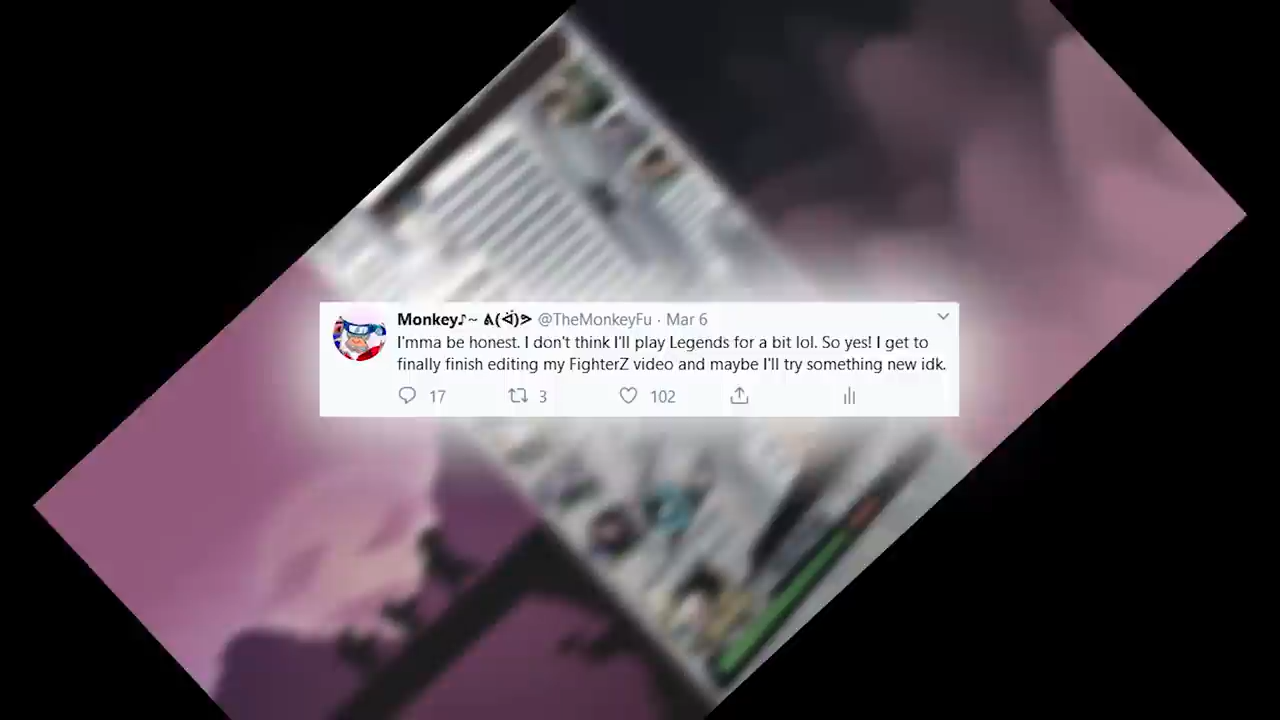 Monkey♪~ ᕕ(ᐛ)ᕗ @TheMonkeyFu · Mar 6
I'mma be honest. I don't think I'll play Legends for a bit lol. So yes! I get to
finally finish editing my FighterZ video and maybe I'll try something new idk.
17 3 102